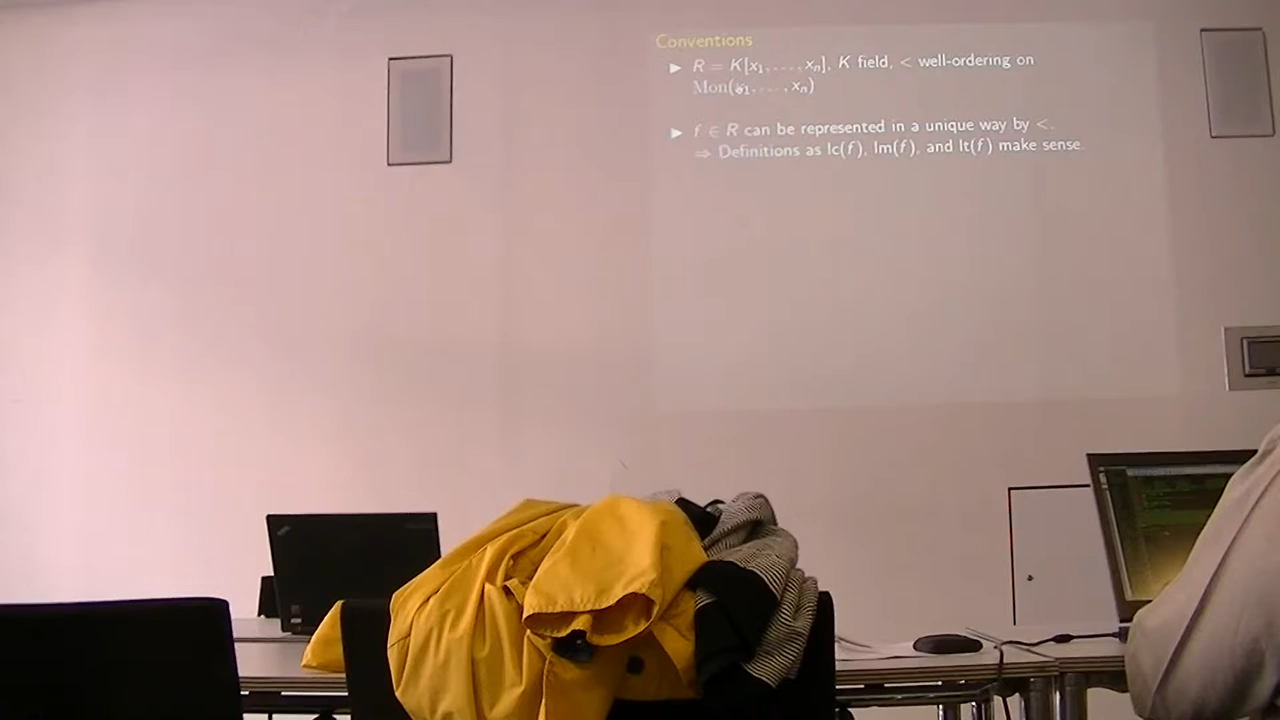 Conventions
▶ R = K[x₁, . . . , xₙ], K field, < well-ordering on
Mon(x₁, . . . , xₙ)
▶ f ∈ R can be represented in a unique way by <.
⇒ Definitions as lc(f), lm(f), and lt(f) make sense.